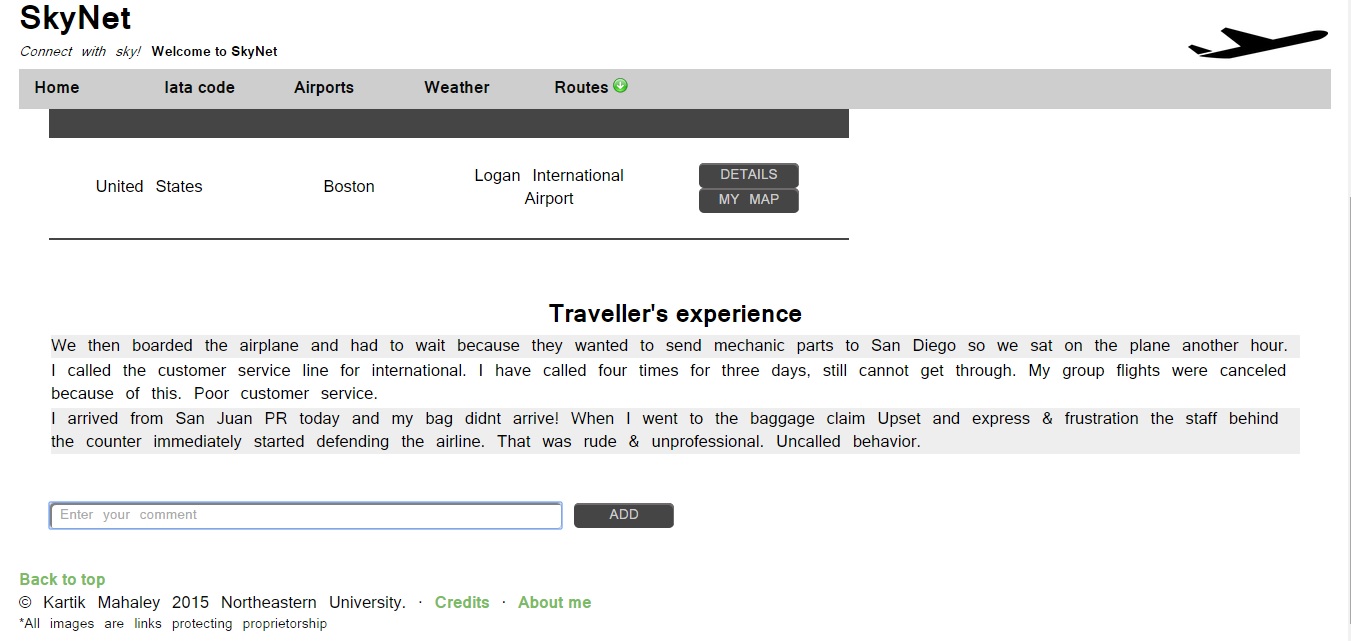 SkyNet
Connect with sky! Welcome to SkyNet
Home Iata code Airports Weather Routes
United States Boston Logan International Airport DETAILS
MY MAP
Traveller's experience
We then boarded the airplane and had to wait because they wanted to send mechanic parts to San Diego so we sat on the plane another hour.
I called the customer service line for international. I have called four times for three days, still cannot get through. My group flights were canceled
because of this. Poor customer service.
I arrived from San Juan PR today and my bag didnt arrive! When I went to the baggage claim Upset and express & frustration the staff behind
the counter immediately started defending the airline. That was rude & unprofessional. Uncalled behavior.
Enter your comment ADD
Back to top
© Kartik Mahaley 2015 Northeastern University. · Credits · About me
*All images are links protecting proprietorship